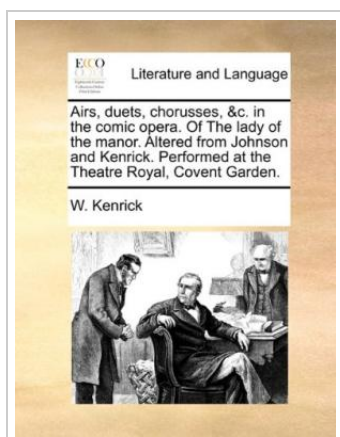 ECCO
Literature and Language
Airs, duets, chorusses, &c. in
the comic opera. Of The lady of
the manor. Altered from Johnson
and Kenrick. Performed at the
Theatre Royal, Covent Garden.
W. Kenrick